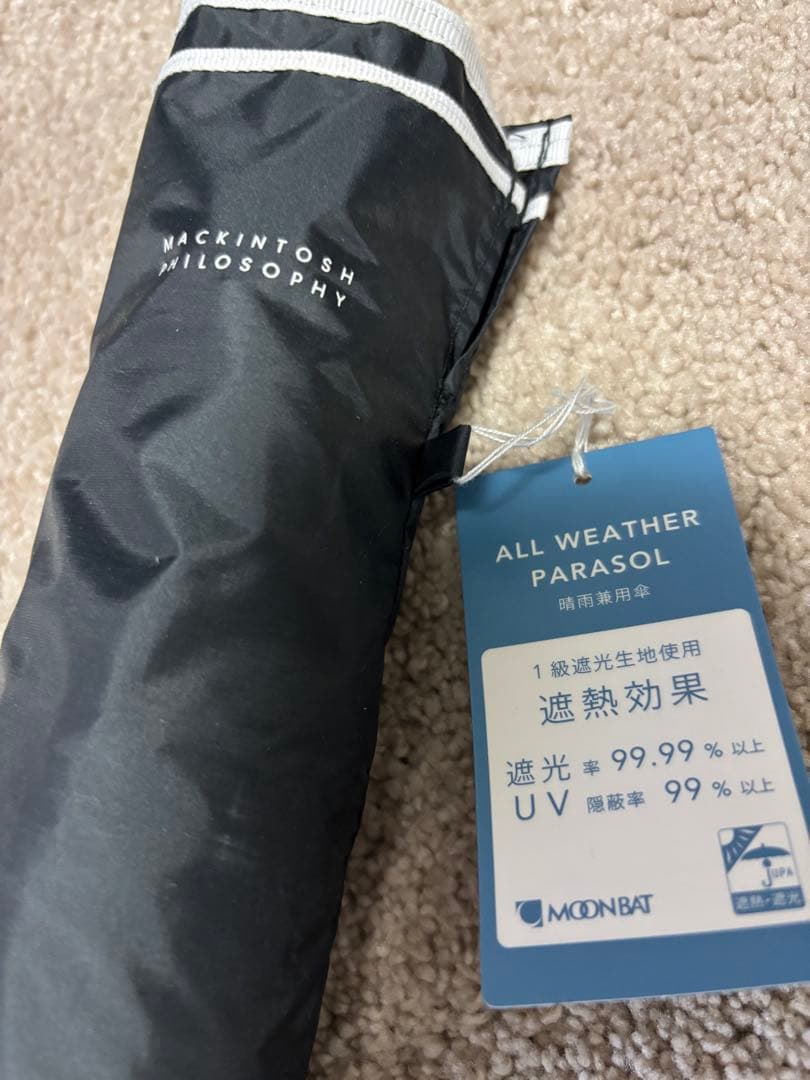 MACKINTOSH
PHILOSOPHY
ALL WEATHER
PARASOL
晴雨兼用傘
1級遮光生地使用
遮熱効果
遮光率 99.99%以上
UV 隠蔽率 99%以上
JUPA
遮熱・遮光
MOONBAT